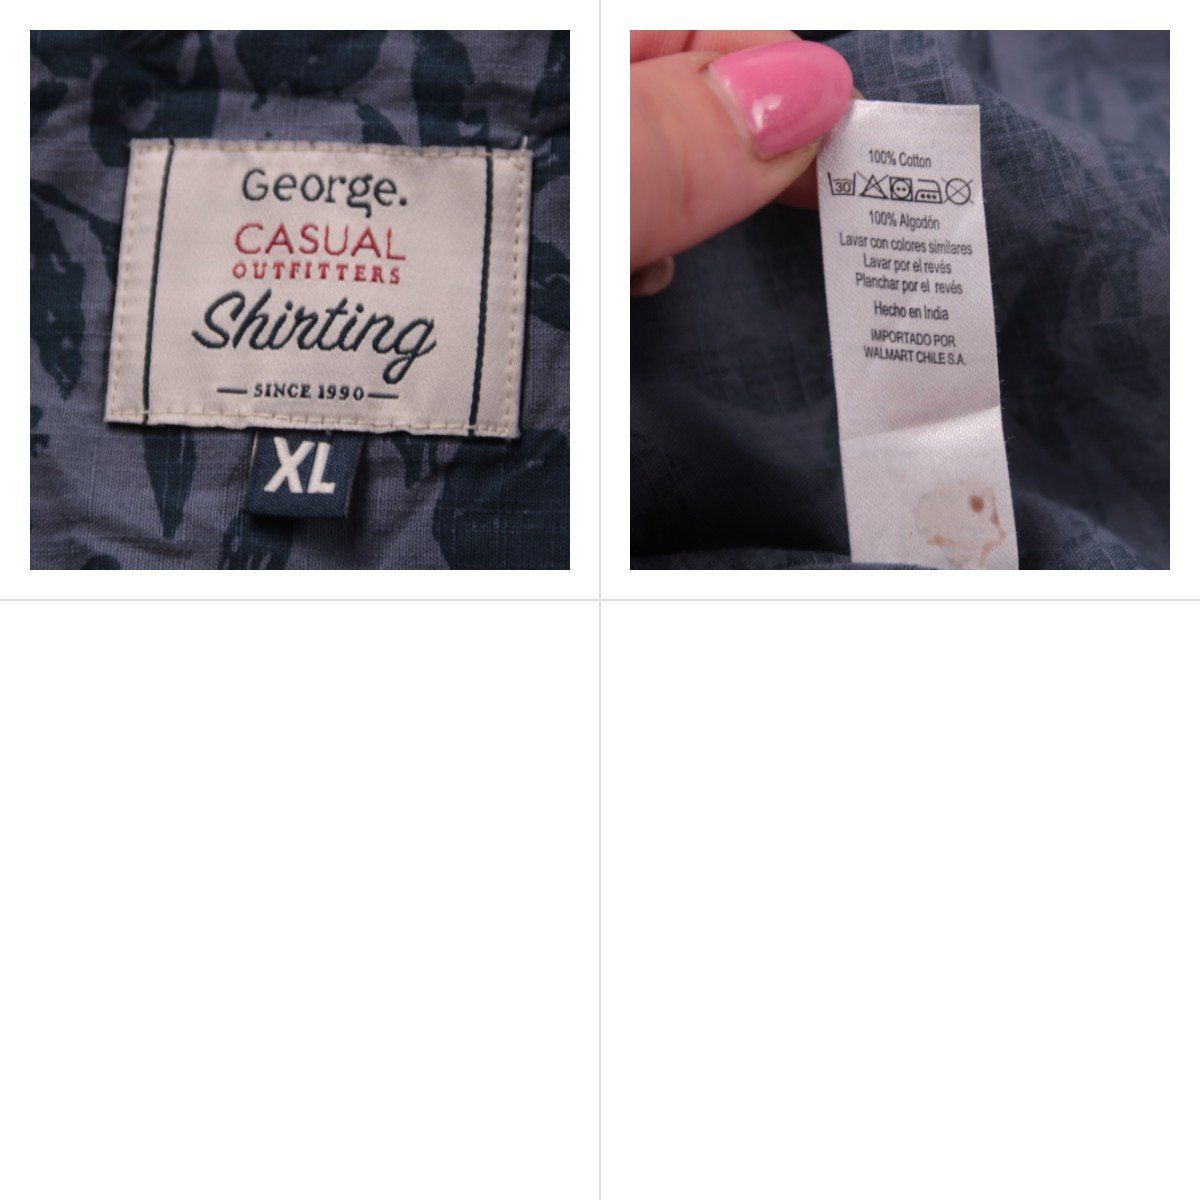 George.
CASUAL
OUTFITTERS
Shirting
SINCE 1990
XL
100% Cotton
30
100% Algodón
Lavar con colores similares
Lavar por el revés
Planchar por el revés
Hecho en India
IMPORTADO POR
WALMART CHILE S.A.